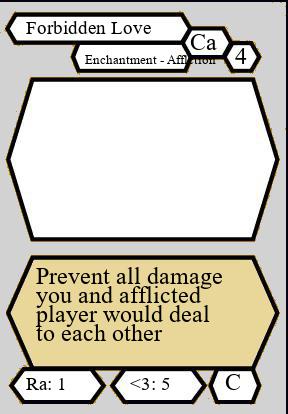 Forbidden Love
Ca
Enchantment - Affliction
4
Prevent all damage
you and afflicted
player would deal
to each other
Ra: 1
<3: 5
C